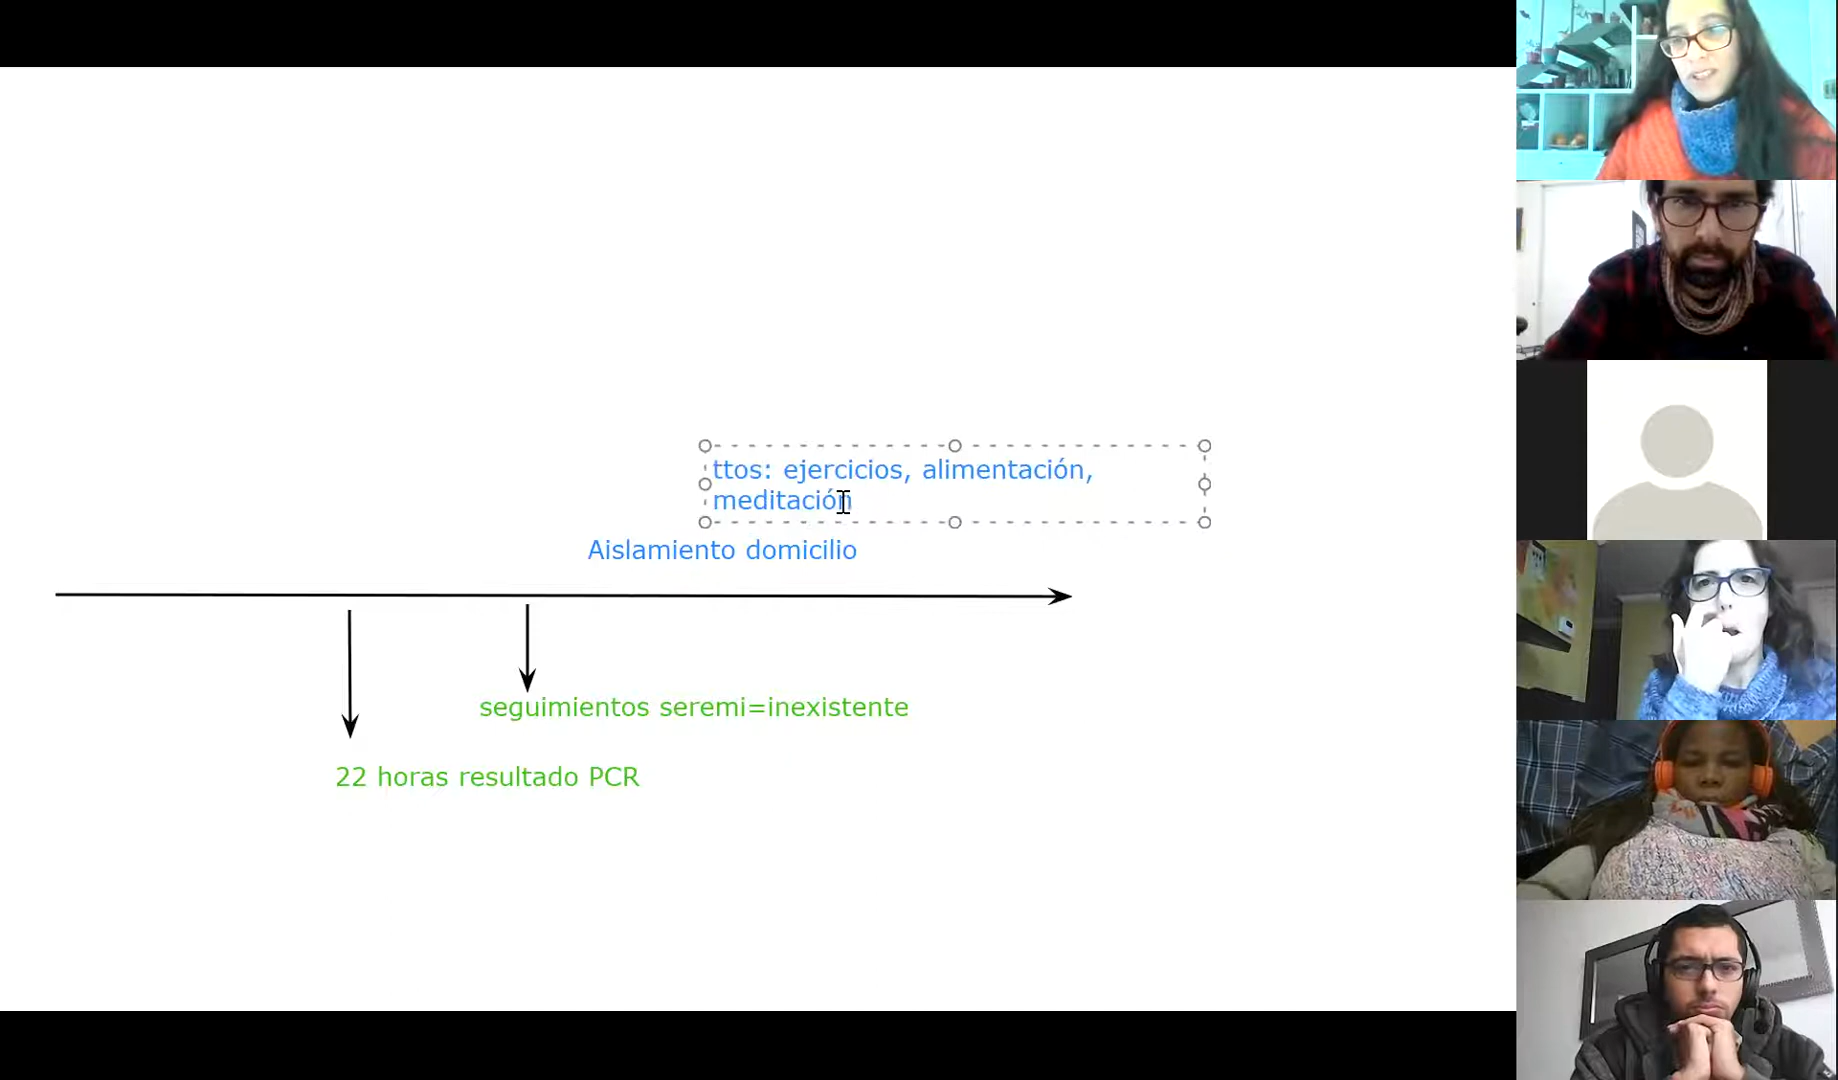 ttos: ejercicios, alimentación,
meditación
Aislamiento domicilio
seguimientos seremi=inexistente
22 horas resultado PCR